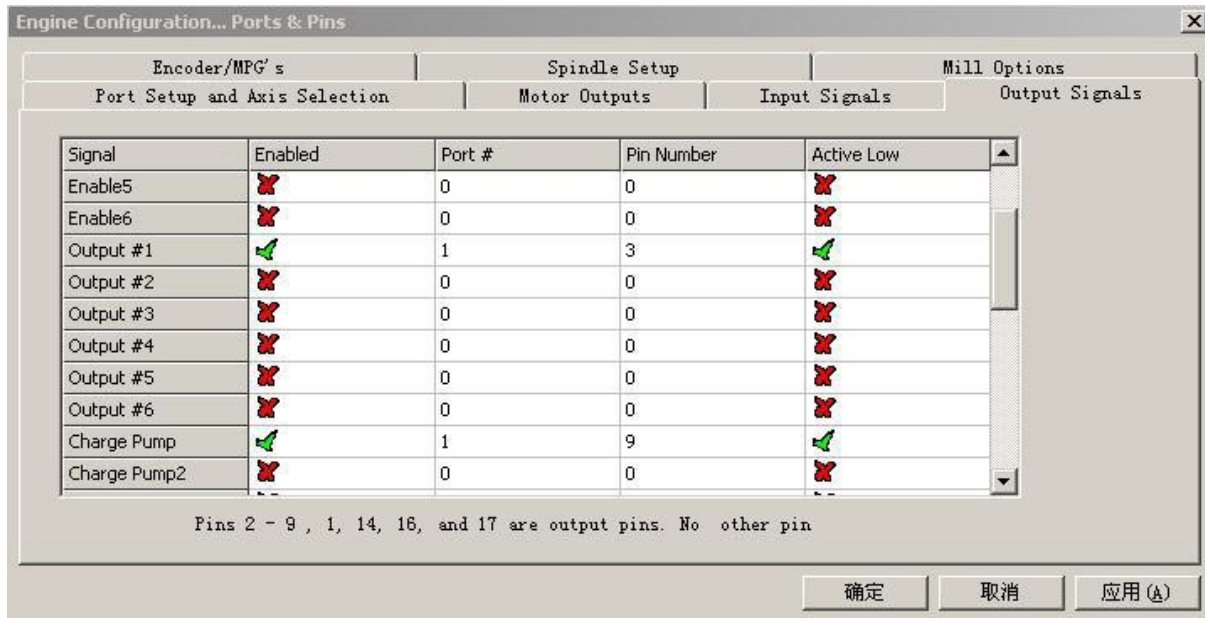 Engine Configuration... Ports & Pins
Encoder/MPG's Spindle Setup Mill Options
Port Setup and Axis Selection Motor Outputs Input Signals Output Signals
Signal Enabled Port # Pin Number Active Low
Enable5 0 0
Enable6 0 0
Output #1 1 3
Output #2 0 0
Output #3 0 0
Output #4 0 0
Output #5 0 0
Output #6 0 0
Charge Pump 1 9
Charge Pump2 0 0
Pins 2 - 9 , 1, 14, 16, and 17 are output pins. No other pin
确定 取消 应用(A)